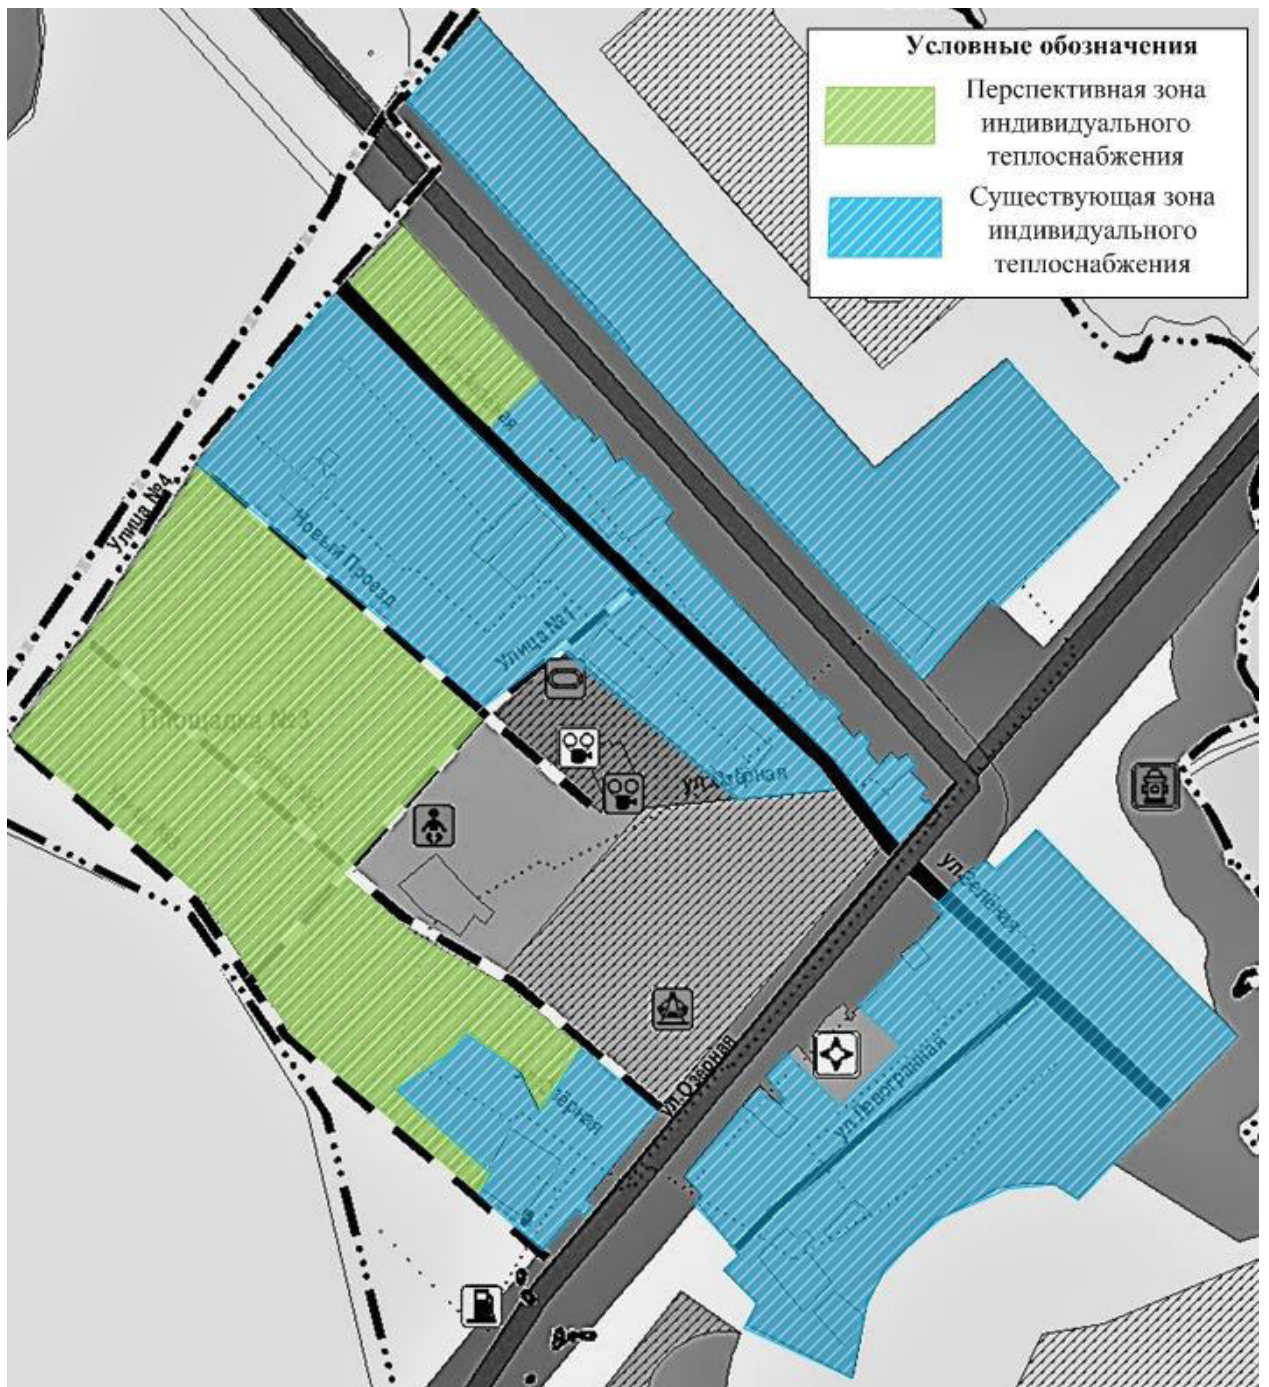 Условные обозначения
Перспективная зона
индивидуального
теплоснабжения
Существующая зона
индивидуального
теплоснабжения
Улица №4
Новый Проезд
Улица №1
Площадка №3
ул.Озёрная
ул.Зелёная
ул.Левогранная
ул.Озёрная